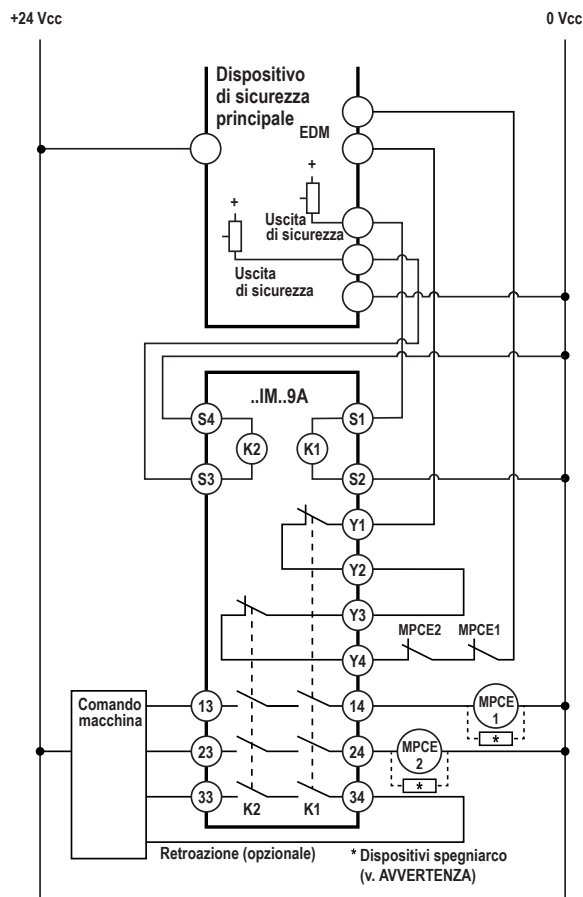 +24 Vcc
0 Vcc
Dispositivo
di sicurezza
principale
EDM
+
+
Uscita
di sicurezza
Uscita
di sicurezza
..IM..9A
S4
S1
K2
K1
S3
S2
Y1
Y2
Y3
MPCE2
MPCE1
Y4
Comando
macchina
13
14
MPCE
1
*
23
24
MPCE
2
*
33
K2
K1
34
Retroazione (opzionale)
* Dispositivi spegniarco
(v. AVVERTENZA)